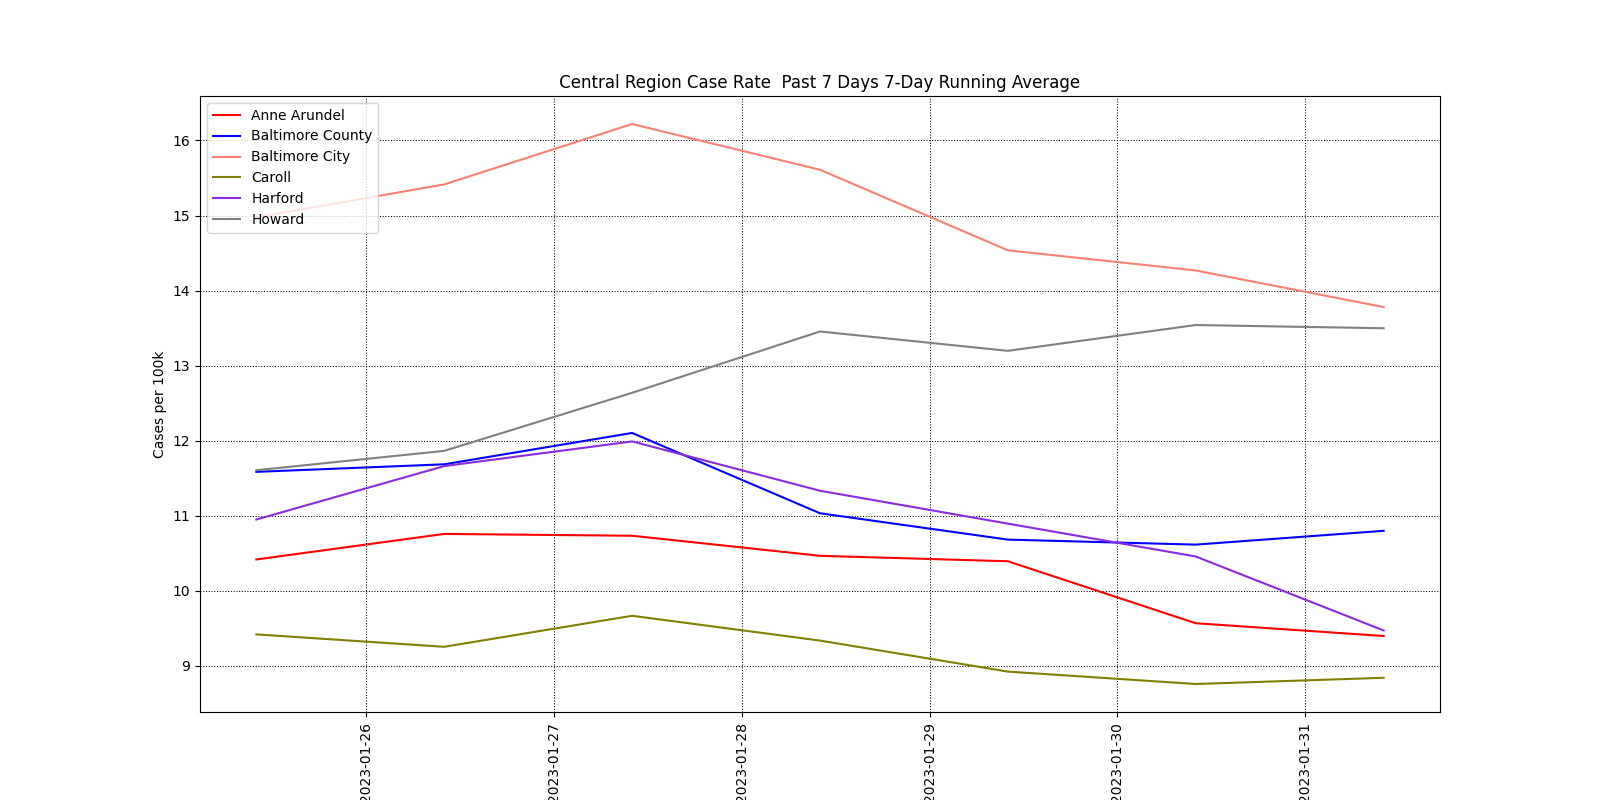 Central Region Case Rate  Past 7 Days 7-Day Running Average
Anne Arundel
Baltimore County
Baltimore City
Caroll
Harford
Howard
Cases per 100k
16
15
14
13
12
11
10
9
2023-01-26
2023-01-27
2023-01-28
2023-01-29
2023-01-30
2023-01-31